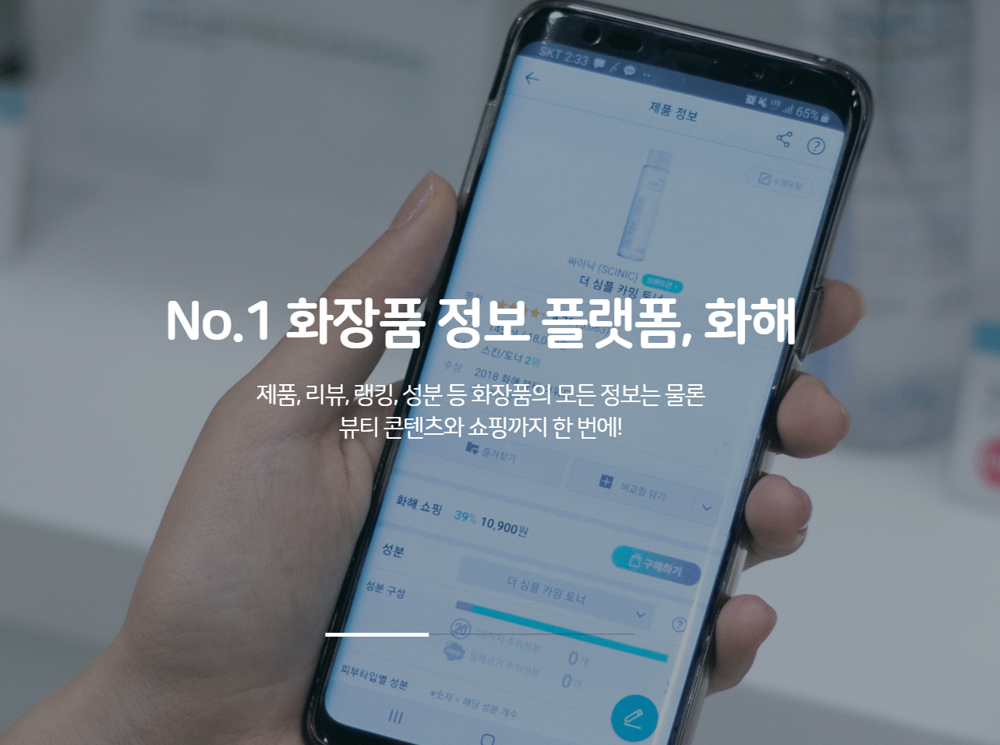 SKT 2:33
LTE 65%
제품 정보
수정요청
싸이닉 (SCINIC) 브랜드관
더 심플 카밍 토너
No.1 화장품 정보 플랫폼, 화해
스킨/토너 2위
수상 2018 화해
제품, 리뷰, 랭킹, 성분 등 화장품의 모든 정보는 물론
뷰티 콘텐츠와 쇼핑까지 한 번에!
즐겨찾기
비교함 담기
화해 쇼핑 39% 10,900원
구매하기
성분
더 심플 카밍 토너
성분 구성
20 20가지 주의성분 0개
알레르기 주의성분 0개
피부타입별 성분
*숫자 = 해당 성분 개수